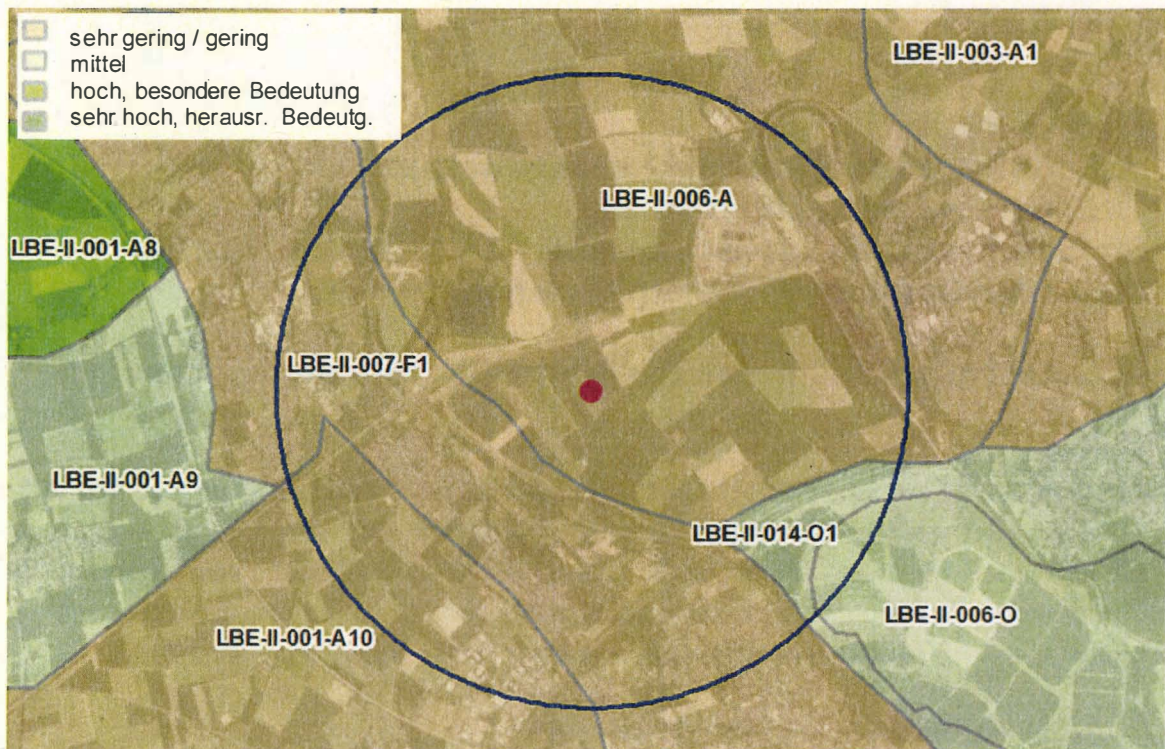 sehr gering / gering
mittel
hoch, besondere Bedeutung
sehr hoch, herausr. Bedeutg.
LBE-II-003-A1
LBE-II-006-A
LBE-II-001-A8
LBE-II-007-F1
LBE-II-001-A9
LBE-II-014-O1
LBE-II-006-O
LBE-II-001-A10